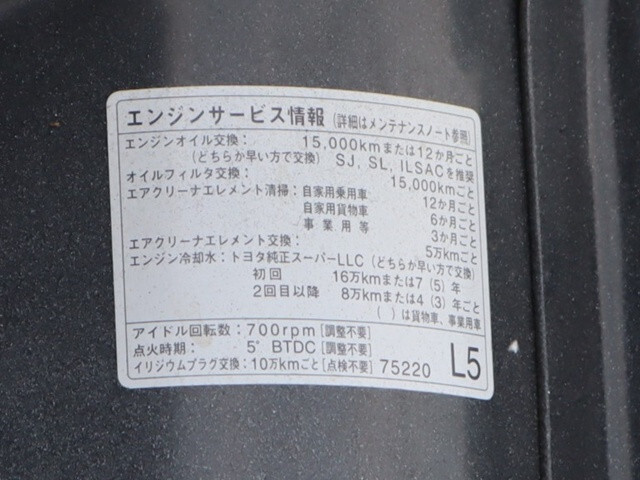 エンジンサービス情報 (詳細はメンテナンスノート参照)
エンジンオイル交換: 15,000kmまたは12か月ごと
(どちらか早い方で交換) SJ, SL, ILSACを推奨
オイルフィルタ交換: 15,000kmごと
エアクリーナエレメント清掃: 自家用乗用車 12か月ごと
自家用貨物車 6か月ごと
事業用等 3か月ごと
エアクリーナエレメント交換: 5万kmごと
エンジン冷却水: トヨタ純正スーパーLLC (どちらか早い方で交換)
初回 16万kmまたは7 (5) 年
2回目以降 8万kmまたは4 (3) 年ごと
( )は貨物車、事業用車
アイドル回転数: 700rpm [調整不要]
点火時期: 5° BTDC [調整不要]
イリジウムプラグ交換: 10万kmごと [点検不要] 75220 L5